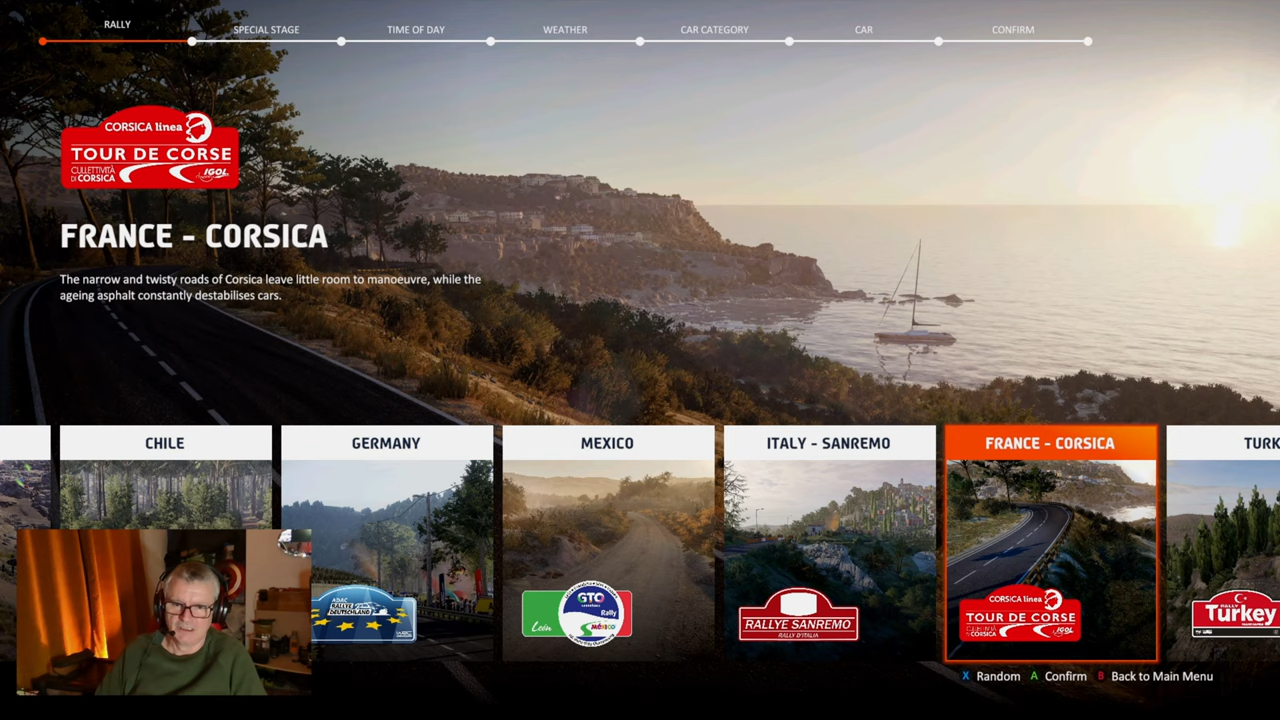 RALLY
SPECIAL STAGE
TIME OF DAY
WEATHER
CAR CATEGORY
CAR
CONFIRM
CORSICA linea
TOUR DE CORSE
CULLETTIVITÀ
DI CORSICA
IGOL
FRANCE - CORSICA
The narrow and twisty roads of Corsica leave little room to manoeuvre, while the
ageing asphalt constantly destabilises cars.
CHILE
GERMANY
MEXICO
ITALY - SANREMO
FRANCE - CORSICA
TURK
ADAC
RALLYE
DEUTSCHLAND
León
GTO
Rally
MÉXICO
RALLYE SANREMO
RALLY D'ITALIA
CORSICA linea
TOUR DE CORSE
DI CORSICA
IGOL
RALLY
Turkey
X Random
A Confirm
B Back to Main Menu